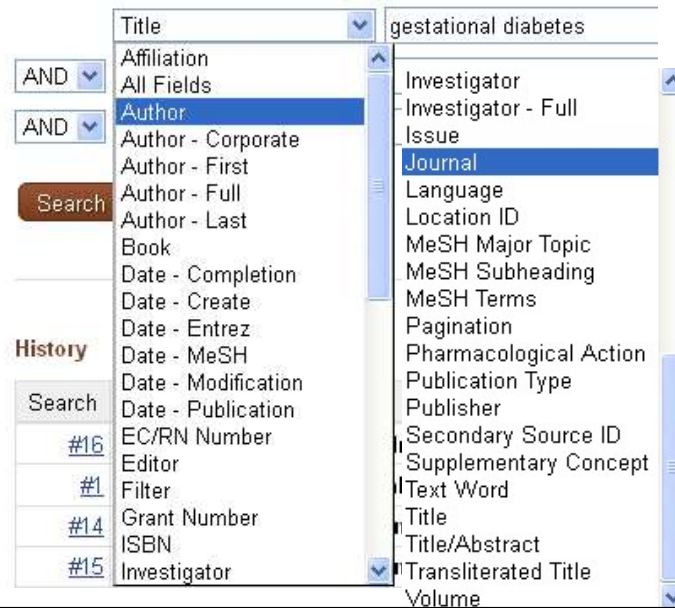 Title
gestational diabetes
AND
AND
Search
History
Search
#16
#1
#14
#15
Affiliation
All Fields
Author
Author - Corporate
Author - First
Author - Full
Author - Last
Book
Date - Completion
Date - Create
Date - Entrez
Date - MeSH
Date - Modification
Date - Publication
EC/RN Number
Editor
Filter
Grant Number
ISBN
Investigator
Investigator
Investigator - Full
Issue
Journal
Language
Location ID
MeSH Major Topic
MeSH Subheading
MeSH Terms
Pagination
Pharmacological Action
Publication Type
Publisher
Secondary Source ID
Supplementary Concept
Text Word
Title
Title/Abstract
Transliterated Title
Volume